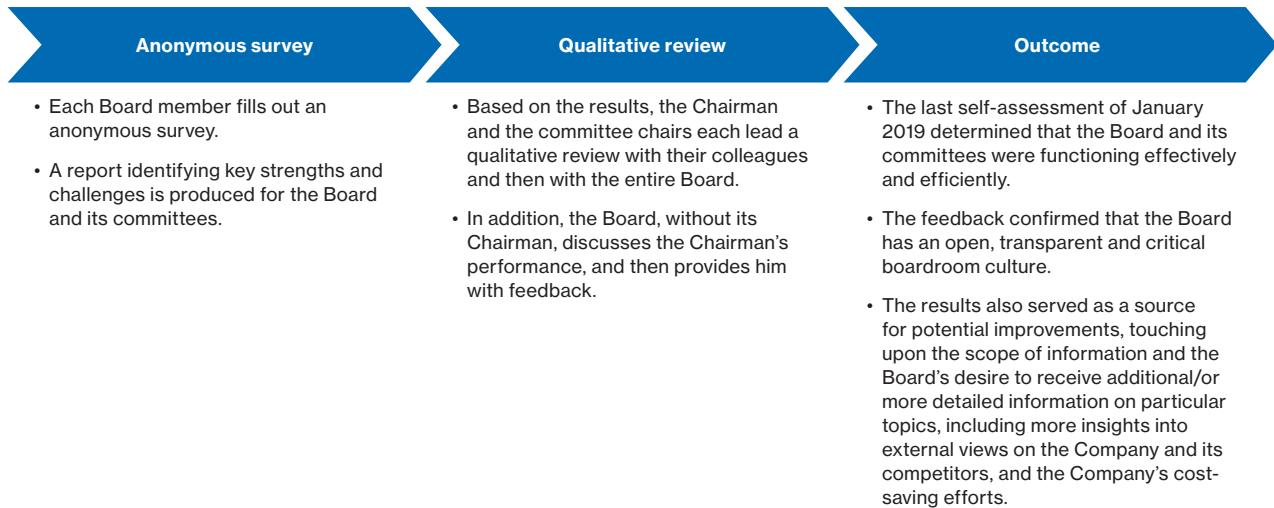 Anonymous survey
• Each Board member fills out an
anonymous survey.
• A report identifying key strengths and
challenges is produced for the Board
and its committees.
Qualitative review
• Based on the results, the Chairman
and the committee chairs each lead a
qualitative review with their colleagues
and then with the entire Board.
• In addition, the Board, without its
Chairman, discusses the Chairman’s
performance, and then provides him
with feedback.
Outcome
• The last self-assessment of January
2019 determined that the Board and its
committees were functioning effectively
and efficiently.
• The feedback confirmed that the Board
has an open, transparent and critical
boardroom culture.
• The results also served as a source
for potential improvements, touching
upon the scope of information and the
Board’s desire to receive additional/or
more detailed information on particular
topics, including more insights into
external views on the Company and its
competitors, and the Company’s cost-
saving efforts.